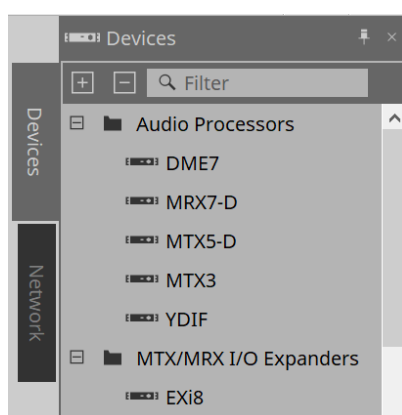 Devices
Filter
Devices
Network
Audio Processors
DME7
MRX7-D
MTX5-D
MTX3
YDIF
MTX/MRX I/O Expanders
EXi8